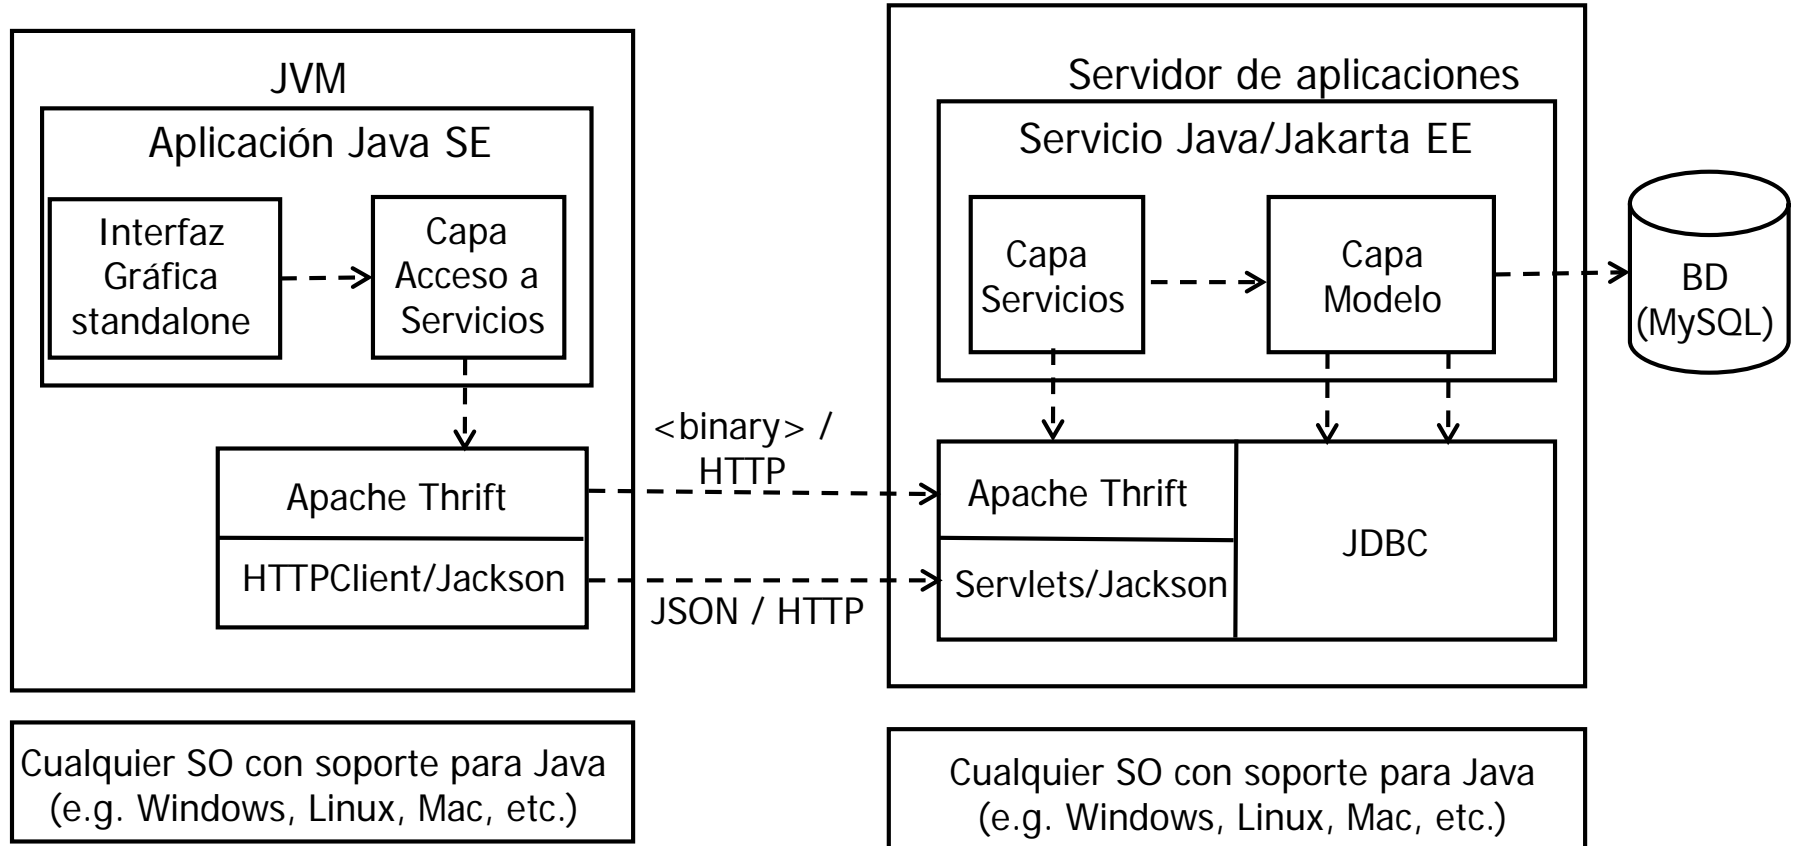 JVM
Aplicación Java SE
Interfaz
Gráfica
standalone
Capa
Acceso a
Servicios
Apache Thrift
HTTPClient/Jackson
Cualquier SO con soporte para Java
(e.g. Windows, Linux, Mac, etc.)
<binary> /
HTTP
JSON / HTTP
Servidor de aplicaciones
Servicio Java/Jakarta EE
Capa
Servicios
Capa
Modelo
Apache Thrift
Servlets/Jackson
JDBC
Cualquier SO con soporte para Java
(e.g. Windows, Linux, Mac, etc.)
BD
(MySQL)